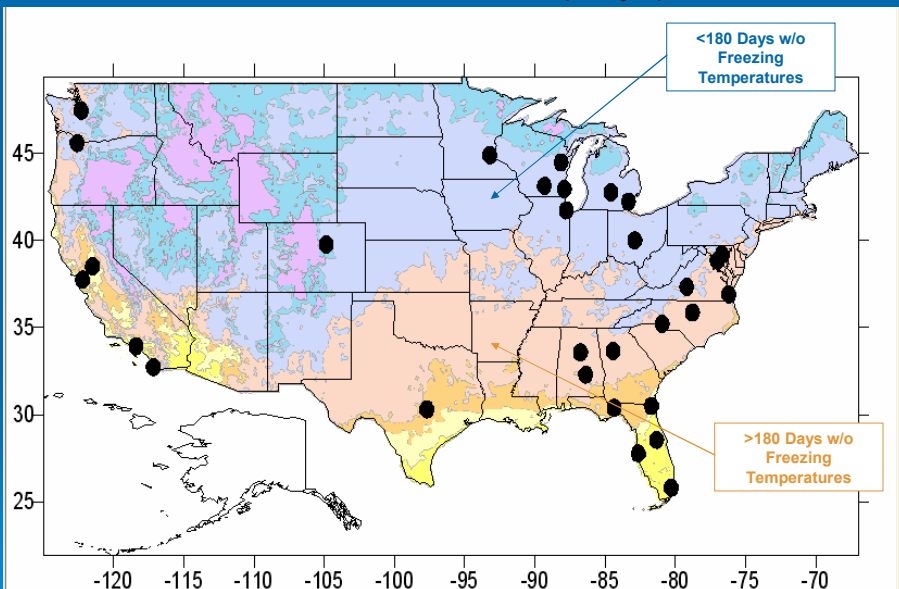 <180 Days w/o
Freezing
Temperatures
45
40
35
30
25
>180 Days w/o
Freezing
Temperatures
-120 -115 -110 -105 -100 -95 -90 -85 -80 -75 -70